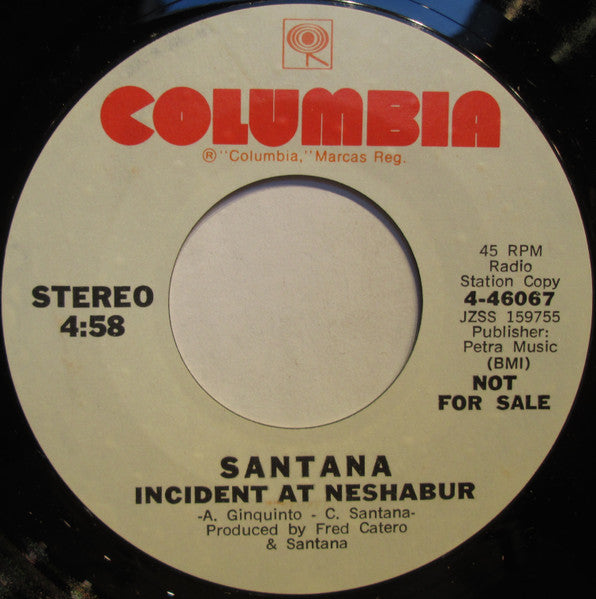 COLUMBIA
® "Columbia," Marcas Reg.
STEREO
4:58
45 RPM
Radio
Station Copy
4-46067
JZSS 159755
Publisher:
Petra Music
(BMI)
NOT
FOR SALE
SANTANA
INCIDENT AT NESHABUR
-A. Ginquinto - C. Santana-
Produced by Fred Catero
& Santana